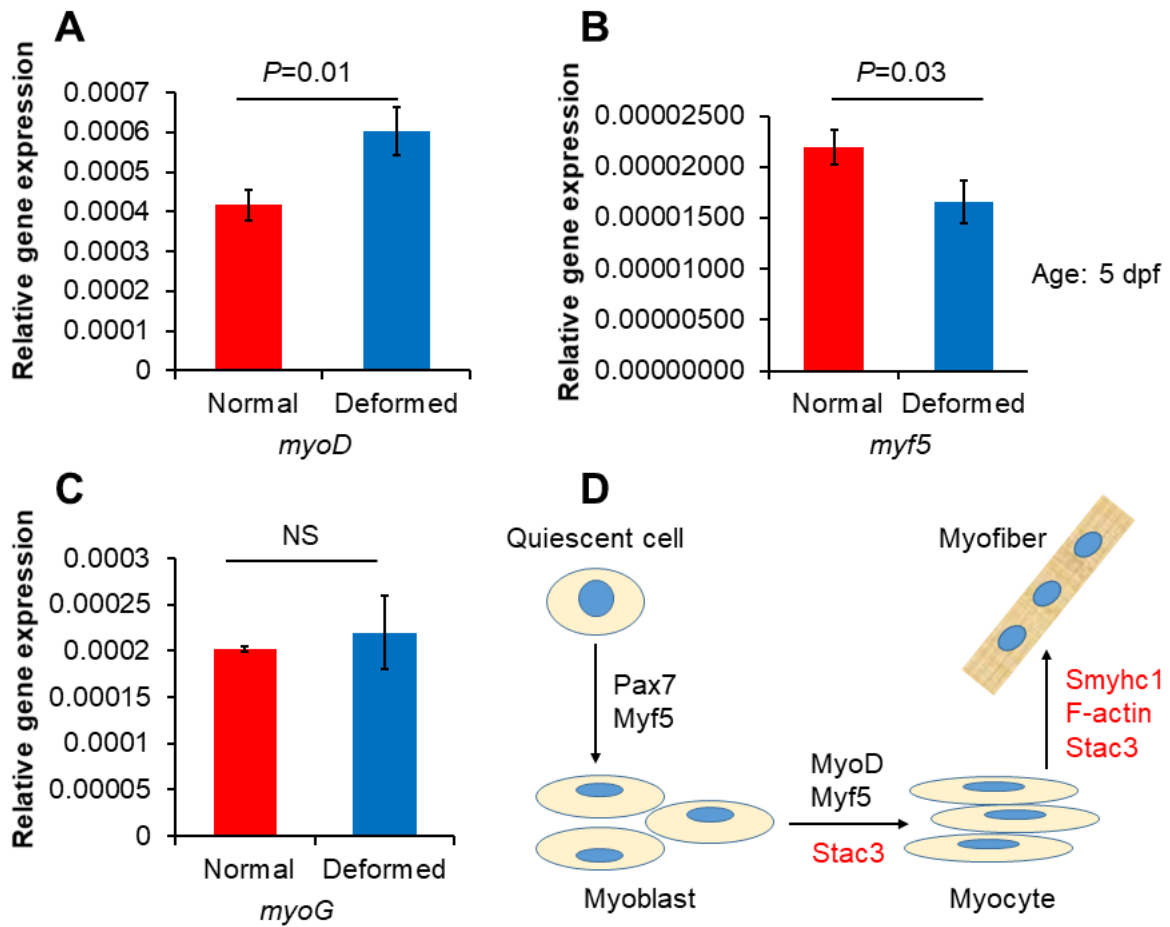 A
Relative gene expression
P=0.01
0.0007
0.0006
0.0005
0.0004
0.0003
0.0002
0.0001
0
Normal Deformed
myoD
B
Relative gene expression
P=0.03
0.00002500
0.00002000
0.00001500
0.00001000
0.00000500
0.00000000
Normal Deformed
myf5
Age: 5 dpf
C
Relative gene expression
NS
0.0003
0.00025
0.0002
0.00015
0.0001
0.00005
0
Normal Deformed
myoG
D
Quiescent cell
Pax7
Myf5
Myoblast
MyoD
Myf5
Stac3
Myocyte
Smyhc1
F-actin
Stac3
Myofiber